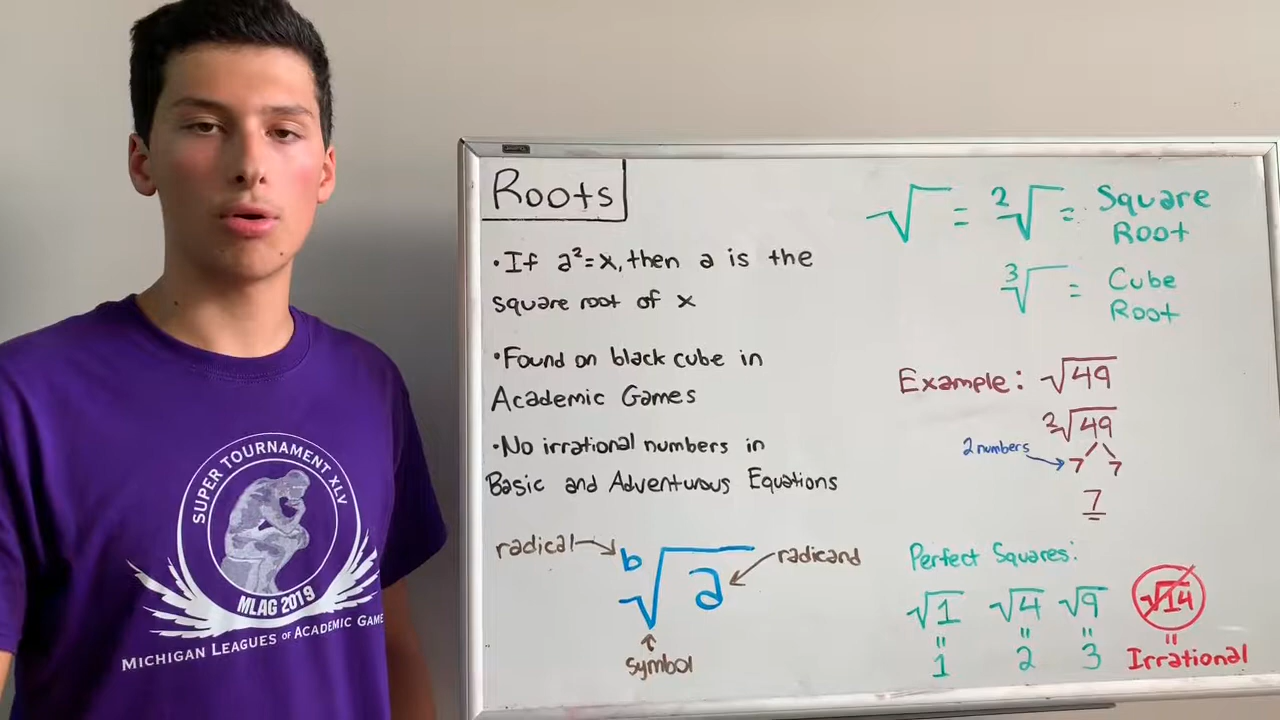 Roots
•If a²=x, then a is the
square root of x
•Found on black cube in
Academic Games
•No irrational numbers in
Basic and Adventurous Equations
radical
b
√a
radicand
symbol
√ = ²√ = Square
Root
³√ = Cube
Root
Example: √49
²√49
2 numbers
7 7
7
Perfect Squares:
√1 √4 √9 √14
" " " "
1 2 3 Irrational
SUPER TOURNAMENT XLV
MLAG 2019
MICHIGAN LEAGUES OF ACADEMIC GAME